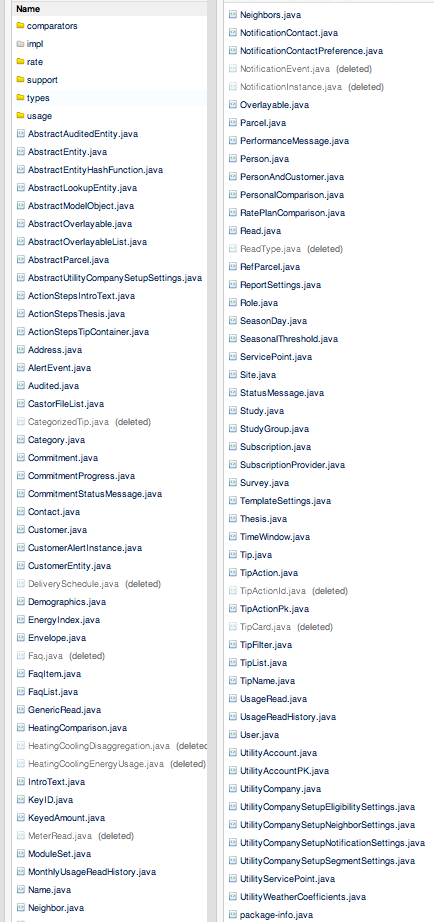 Name
comparators
impl
rate
support
types
usage
AbstractAuditedEntity.java
AbstractEntity.java
AbstractEntityHashFunction.java
AbstractLookupEntity.java
AbstractModelObject.java
AbstractOverlayable.java
AbstractOverlayableList.java
AbstractParcel.java
AbstractUtilityCompanySetupSettings.java
ActionStepsIntroText.java
ActionStepsThesis.java
ActionStepsTipContainer.java
Address.java
AlertEvent.java
Audited.java
CastorFileList.java
CategorizedTip.java (deleted)
Category.java
Commitment.java
CommitmentProgress.java
CommitmentStatusMessage.java
Contact.java
Customer.java
CustomerAlertInstance.java
CustomerEntity.java
DeliverySchedule.java (deleted)
Demographics.java
EnergyIndex.java
Envelope.java
Faq.java (deleted)
FaqItem.java
FaqList.java
GenericRead.java
HeatingComparison.java
HeatingCoolingDisaggregation.java (deleted
HeatingCoolingEnergyUsage.java (deleted)
IntroText.java
KeyID.java
KeyedAmount.java
MeterRead.java (deleted)
ModuleSet.java
MonthlyUsageReadHistory.java
Name.java
Neighbor.java
Neighbors.java
NotificationContact.java
NotificationContactPreference.java
NotificationEvent.java (deleted)
NotificationInstance.java (deleted)
Overlayable.java
Parcel.java
PerformanceMessage.java
Person.java
PersonAndCustomer.java
PersonalComparison.java
RatePlanComparison.java
Read.java
ReadType.java (deleted)
RefParcel.java
ReportSettings.java
Role.java
SeasonDay.java
SeasonalThreshold.java
ServicePoint.java
Site.java
StatusMessage.java
Study.java
StudyGroup.java
Subscription.java
SubscriptionProvider.java
Survey.java
TemplateSettings.java
Thesis.java
TimeWindow.java
Tip.java
TipAction.java
TipActionId.java (deleted)
TipActionPk.java
TipCard.java (deleted)
TipFilter.java
TipList.java
TipName.java
UsageRead.java
UsageReadHistory.java
User.java
UtilityAccount.java
UtilityAccountPK.java
UtilityCompany.java
UtilityCompanySetupEligibilitySettings.java
UtilityCompanySetupNeighborSettings.java
UtilityCompanySetupNotificationSettings.java
UtilityCompanySetupSegmentSettings.java
UtilityServicePoint.java
UtilityWeatherCoefficients.java
package-info.java